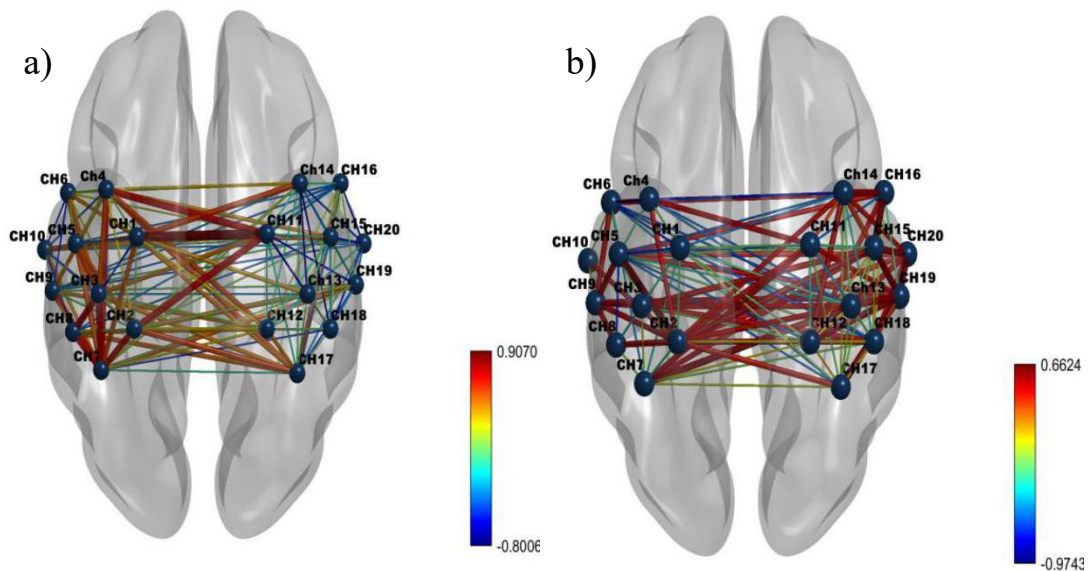 a)
CH6
Ch4
Ch14
CH16
CH10
CH5
CH1
CH11
CH15
CH20
CH9
CH3
Ch13
CH19
CH8
CH2
CH12
CH18
CH7
CH17
0.9070
-0.8006
b)
CH6
Ch4
Ch14
CH16
CH10
CH5
CH1
CH11
CH15
CH20
CH9
CH3
Ch13
CH19
CH8
CH2
CH12
CH18
CH7
CH17
0.6624
-0.9743